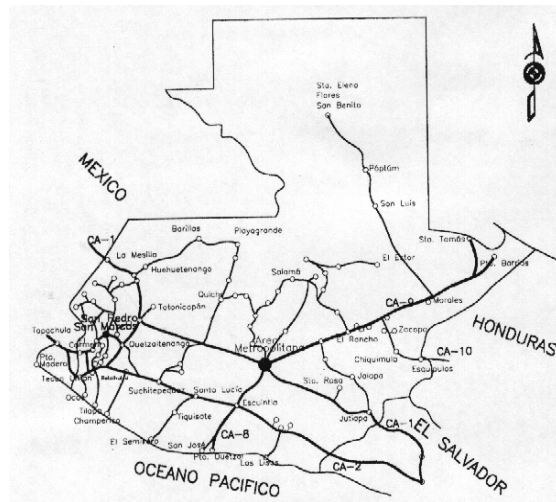 Sta. Elena
Flores
San Benito
MEXICO
Póptúm
San Luis
Barillas
Playagrande
CA-1
La Mesilla
Huehuetenango
Sta. Tomás
Pto. Barrios
El Estor
Salamá
Quiché
Totonicapán
CA-9
Morales
San Pedro
San Marcos
Tapachula
Carmen
Quetzaltenango
Area
Metropolitana
El Rancho
Zacapa
HONDURAS
Pto.
Madero
Tecún Umán
Retalhuleu
Chiquimula
CA-10
Esquipulas
Jalapa
Suchitepequez
Santa Lucía
Sta. Rosa
Ocós
Tilapa
Champerico
Tiquisate
Escuintla
Jutiapa
CA-1
EL SALVADOR
El Semillero
San José
CA-8
Pto. Quetzal
Las Lisas
CA-2
OCEANO PACIFICO